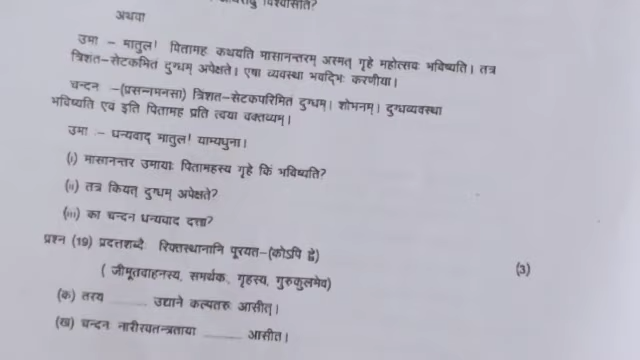 विश्वसिति?
अथवा
उमा – मातुल! पितामह कथयति मासानन्तरम् अस्मत् गृहे महोत्सवः भविष्यति। तत्र
त्रिशत–सेटकमितं दुग्धम् अपेक्षते। एषा व्यवस्था भवद्भिः करणीया।
चन्दन –(प्रसन्नमनसा) त्रिशत–सेटकपरिमितं दुग्धम्। शोभनम्। दुग्धव्यवस्था
भविष्यति एव इति पितामह प्रति त्वया वक्तव्यम्।
उमा :– धन्यवाद मातुल! याम्यधुना।
(i) मासानन्तर उमायाः पितामहस्य गृहे किं भविष्यति?
(ii) तत्र कियत् दुग्धम् अपेक्षते?
(iii) का चन्दन धन्यवाद दत्ता?
प्रश्न (19) प्रदत्तशब्दैः रिक्तस्थानानि पूरयत–(कोऽपि द्वे) (3)
( जीमूतवाहनस्य, समर्थकः, गृहस्य, गुरुकुलमेव)
(क) तस्य ........ उद्याने कल्पतरुः आसीत्।
(ख) चन्दन नारीस्वतन्त्रताया ........ आसीत।